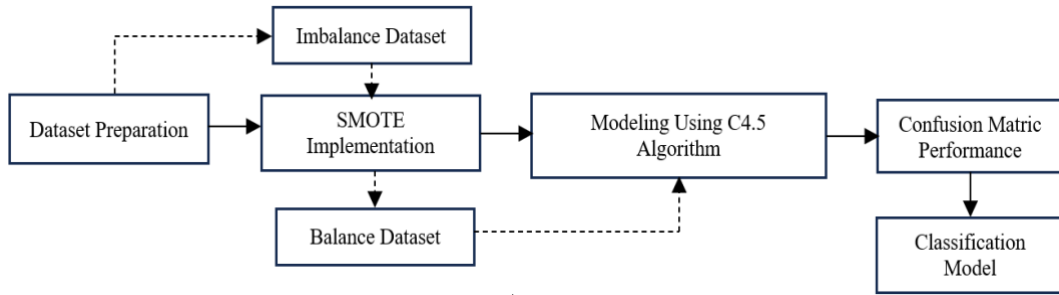 Imbalance Dataset
Dataset Preparation
SMOTE
Implementation
Modeling Using C4.5
Algorithm
Confusion Matric
Performance
Balance Dataset
Classification
Model